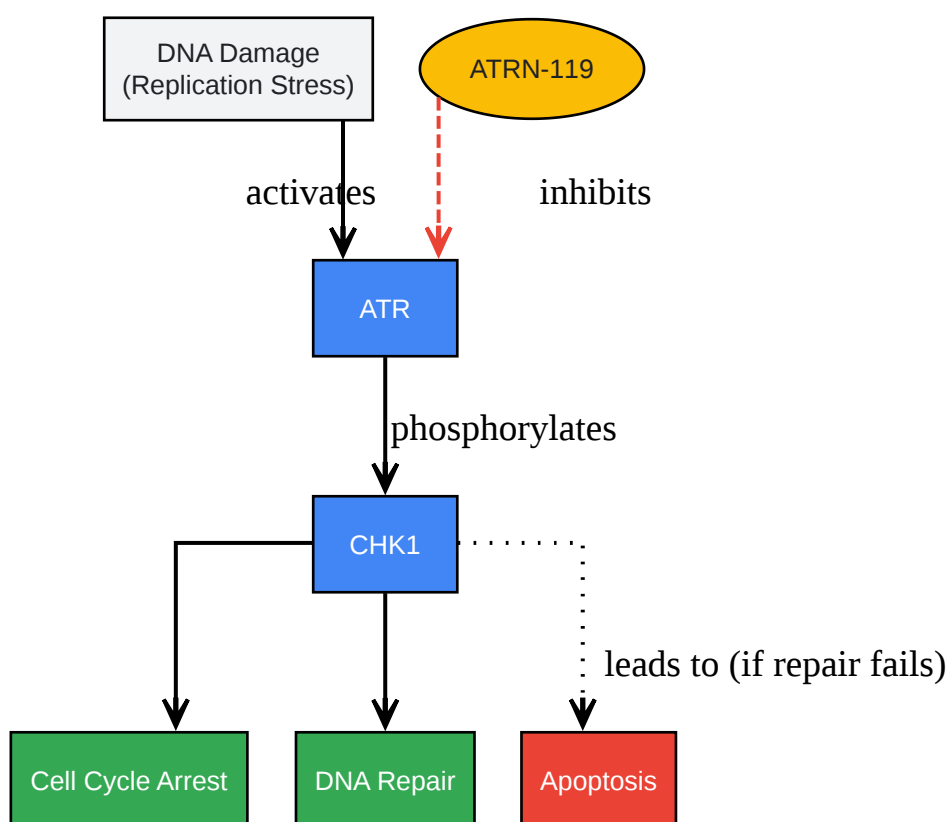 DNA Damage
(Replication Stress)
ATRN-119
activates
inhibits
ATR
phosphorylates
CHK1
leads to (if repair fails)
Cell Cycle Arrest
DNA Repair
Apoptosis